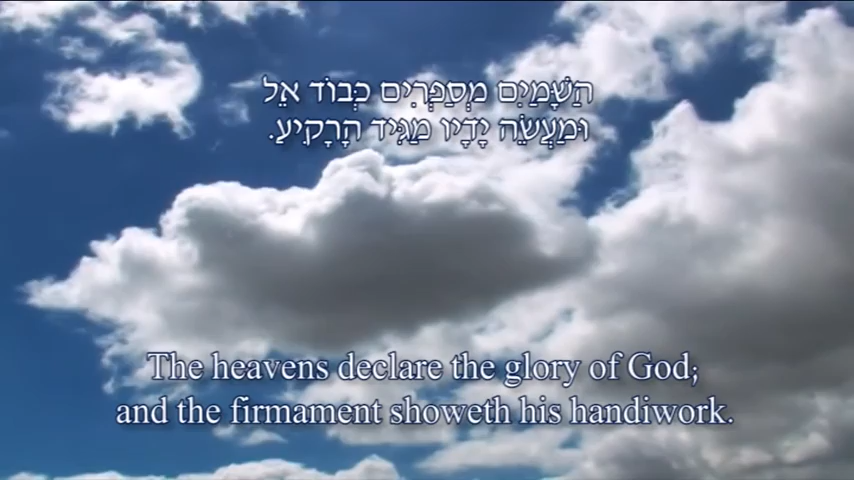 הַשָּׁמַיִם מְסַפְּרִים כְּבוֹד אֵל
וּמַעֲשֵׂה יָדָיו מַגִּיד הָרָקִיעַ.
The heavens declare the glory of God;
and the firmament showeth his handiwork.